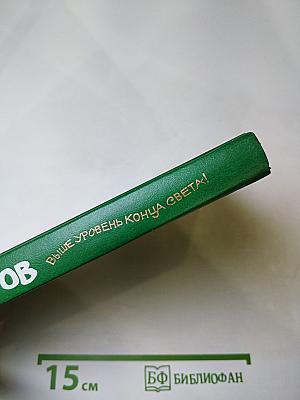 ОВ ВЫШЕ УРОВЕНЬ КОНЦА СВЕТА!
15 см БФ БИБЛИОФАН